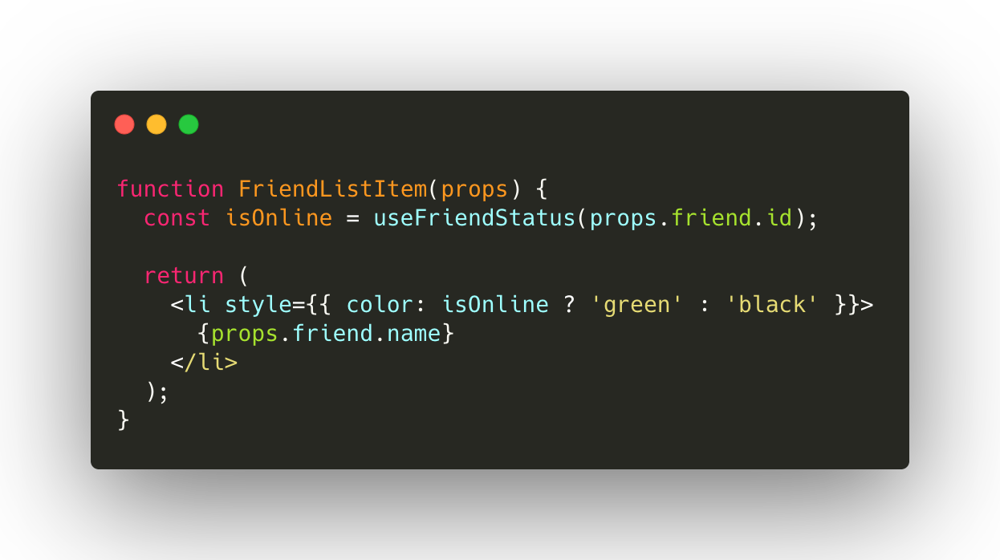 function FriendListItem(props) {
  const isOnline = useFriendStatus(props.friend.id);

  return (
    <li style={{ color: isOnline ? 'green' : 'black' }}>
      {props.friend.name}
    </li>
  );
}